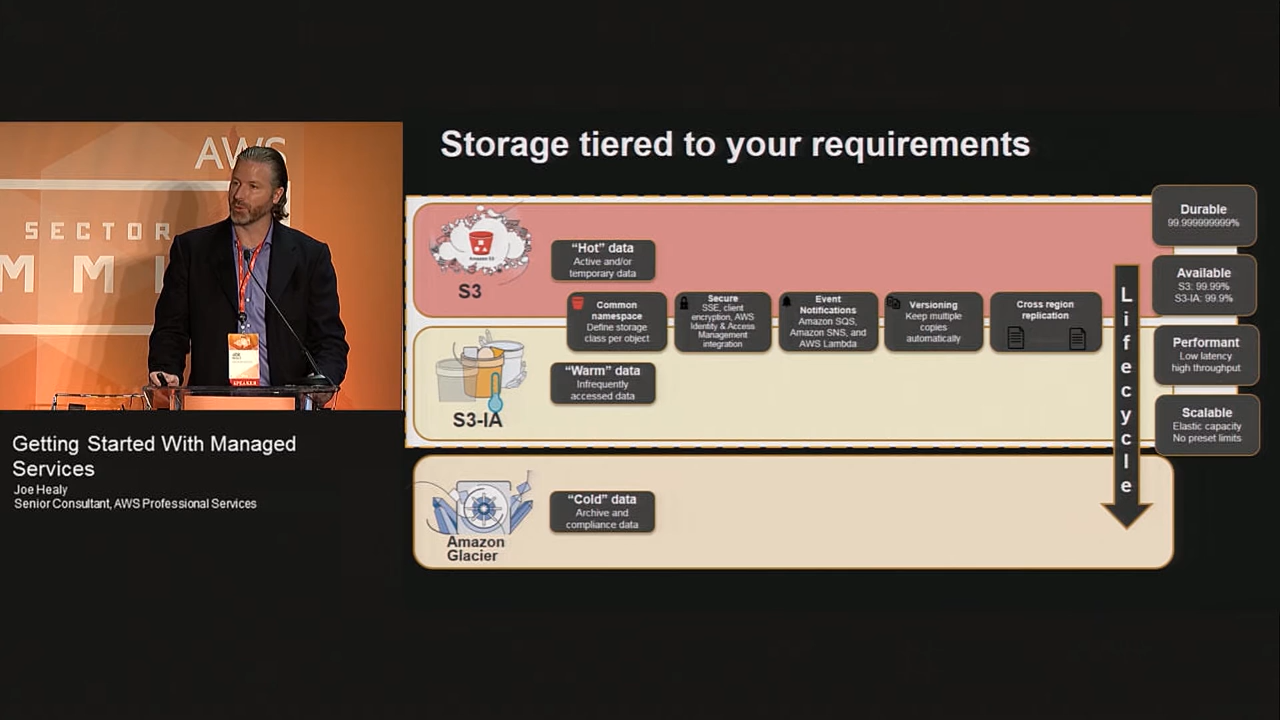 AWS
SECTOR
MMI
JOE
SPEAKER
Getting Started With Managed
Services
Joe Healy
Senior Consultant, AWS Professional Services
Storage tiered to your requirements
Amazon S3
S3
"Hot" data
Active and/or
temporary data
Common
namespace
Define storage
class per object
Secure
SSE, client
encryption, AWS
Identity & Access
Management
integration
Event
Notifications
Amazon SQS,
Amazon SNS, and
AWS Lambda
Versioning
Keep multiple
copies
automatically
Cross region
replication
S3-IA
"Warm" data
Infrequently
accessed data
Amazon
Glacier
"Cold" data
Archive and
compliance data
Lifecycle
Durable
99.999999999%
Available
S3: 99.99%
S3-IA: 99.9%
Performant
Low latency
high throughput
Scalable
Elastic capacity
No preset limits